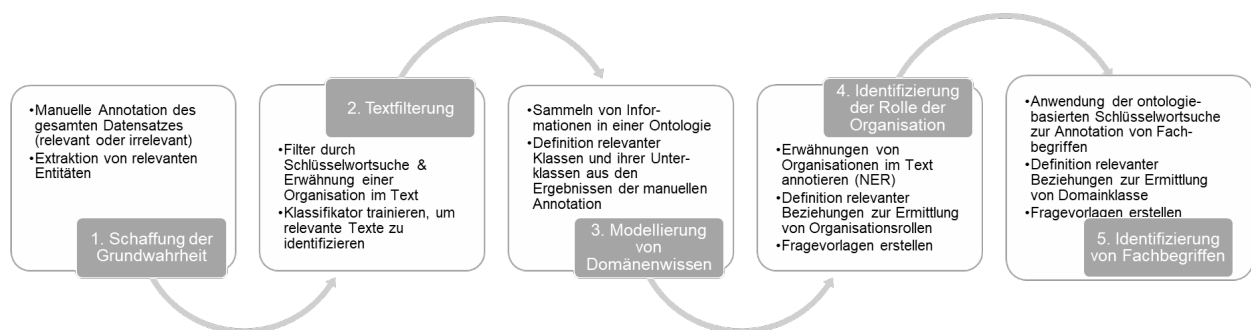 •Manuelle Annotation des
gesamten Datensatzes
(relevant oder irrelevant)
•Extraktion von relevanten
Entitäten
1. Schaffung der
Grundwahrheit
2. Textfilterung
•Filter durch
Schlüsselwortsuche &
Erwähnung einer
Organisation im Text
•Klassifikator trainieren, um
relevante Texte zu
identifizieren
•Sammeln von Infor-
mationen in einer Ontologie
•Definition relevanter
Klassen und ihrer Unter-
klassen aus den
Ergebnissen der manuellen
Annotation
3. Modellierung
von
Domänenwissen
4. Identifizierung
der Rolle der
Organisation
•Erwähnungen von
Organisationen im Text
annotieren (NER)
•Definition relevanter
Beziehungen zur Ermittlung
von Organisationsrollen
•Fragevorlagen erstellen
•Anwendung der ontologie-
basierten Schlüsselwortsuche
zur Annotation von Fach-
begriffen
•Definition relevanter
Beziehungen zur Ermittlung
von Domainklasse
•Fragevorlagen erstellen
5. Identifizierung
von Fachbegriffen